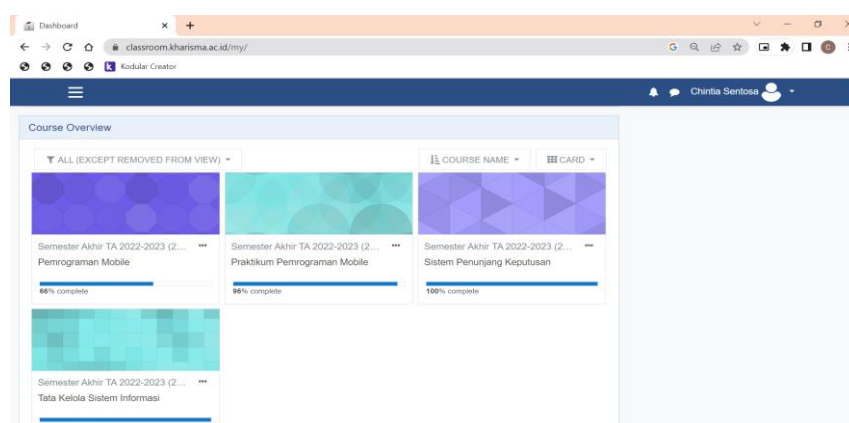 Dashboard
classroom.kharisma.ac.id/my/
Kodular Creator
Chintia Sentosa
Course Overview
ALL (EXCEPT REMOVED FROM VIEW)
COURSE NAME
CARD
Semester Akhir TA 2022-2023 (2...
Pemrograman Mobile
66% complete
Semester Akhir TA 2022-2023 (2...
Praktikum Pemrograman Mobile
96% complete
Semester Akhir TA 2022-2023 (2...
Sistem Penunjang Keputusan
100% complete
Semester Akhir TA 2022-2023 (2...
Tata Kelola Sistem Informasi